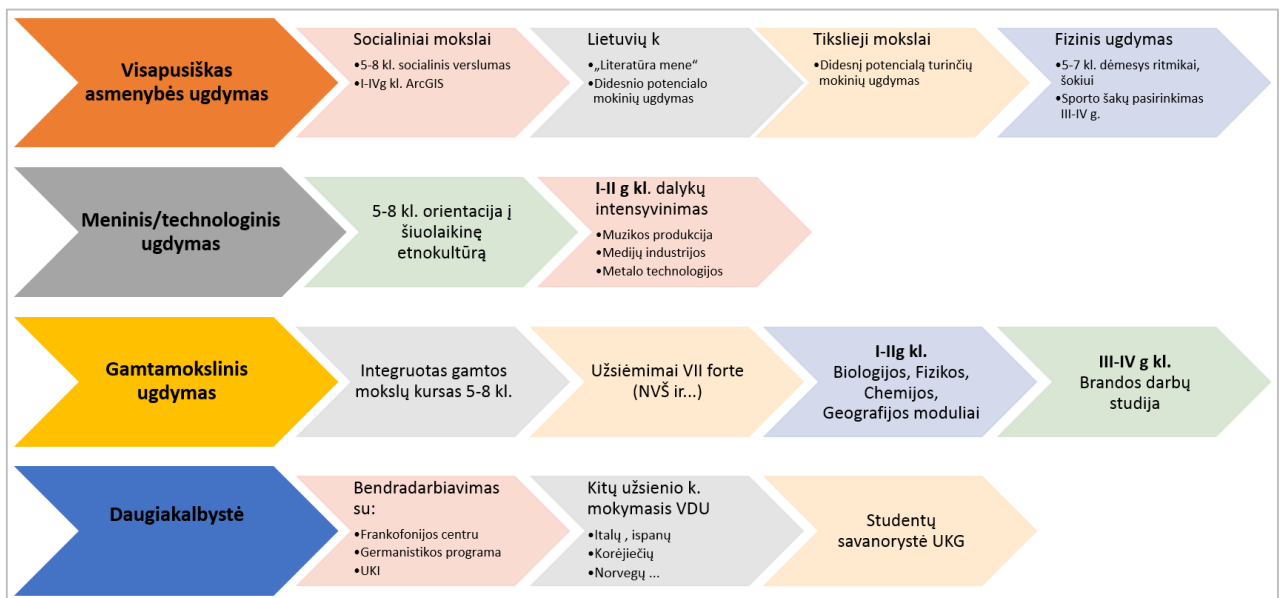 Visapusiškas
asmenybės ugdymas
Socialiniai mokslai
•5-8 kl. socialinis verslumas
•I-IVg kl. ArcGIS
Lietuvių k
•„Literatūra mene“
•Didesnio potencialo
mokinių ugdymas
Tikslieji mokslai
•Didesnį potencialą turinčių
mokinių ugdymas
Fizinis ugdymas
•5-7 kl. dėmesys ritmikai,
šokiui
•Sporto šakų pasirinkimas
III-IV g.
Meninis/technologinis
ugdymas
5-8 kl. orientacija į
šiuolaikinę
etnokultūrą
I-II g kl. dalykų
intensyvinimas
•Muzikos produkcija
•Medijų industrijos
•Metalo technologijos
Gamtamokslinis
ugdymas
Integruotas gamtos
mokslų kursas 5-8 kl.
Užsiėmimai VII forte
(NVŠ ir...)
I-IIg kl.
Biologijos, Fizikos,
Chemijos,
Geografijos moduliai
III-IV g kl.
Brandos darbų
studija
Daugiakalbystė
Bendradarbiavimas
su:
•Frankofonijos centru
•Germanistikos programa
•UKI
Kitų užsienio k.
mokymasis VDU
•Italų , ispanų
•Korėjiečių
•Norvegų ...
Studentų
savanorystė UKG